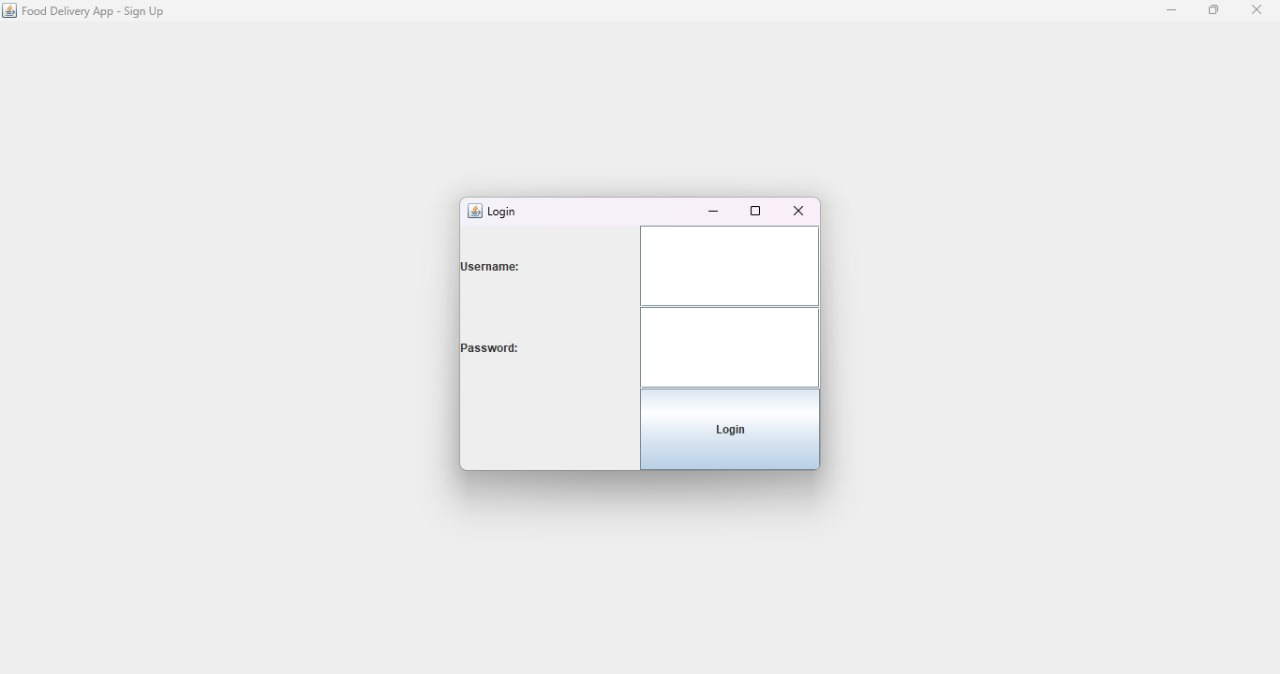 Food Delivery App - Sign Up
Login
Username:
Password:
Login